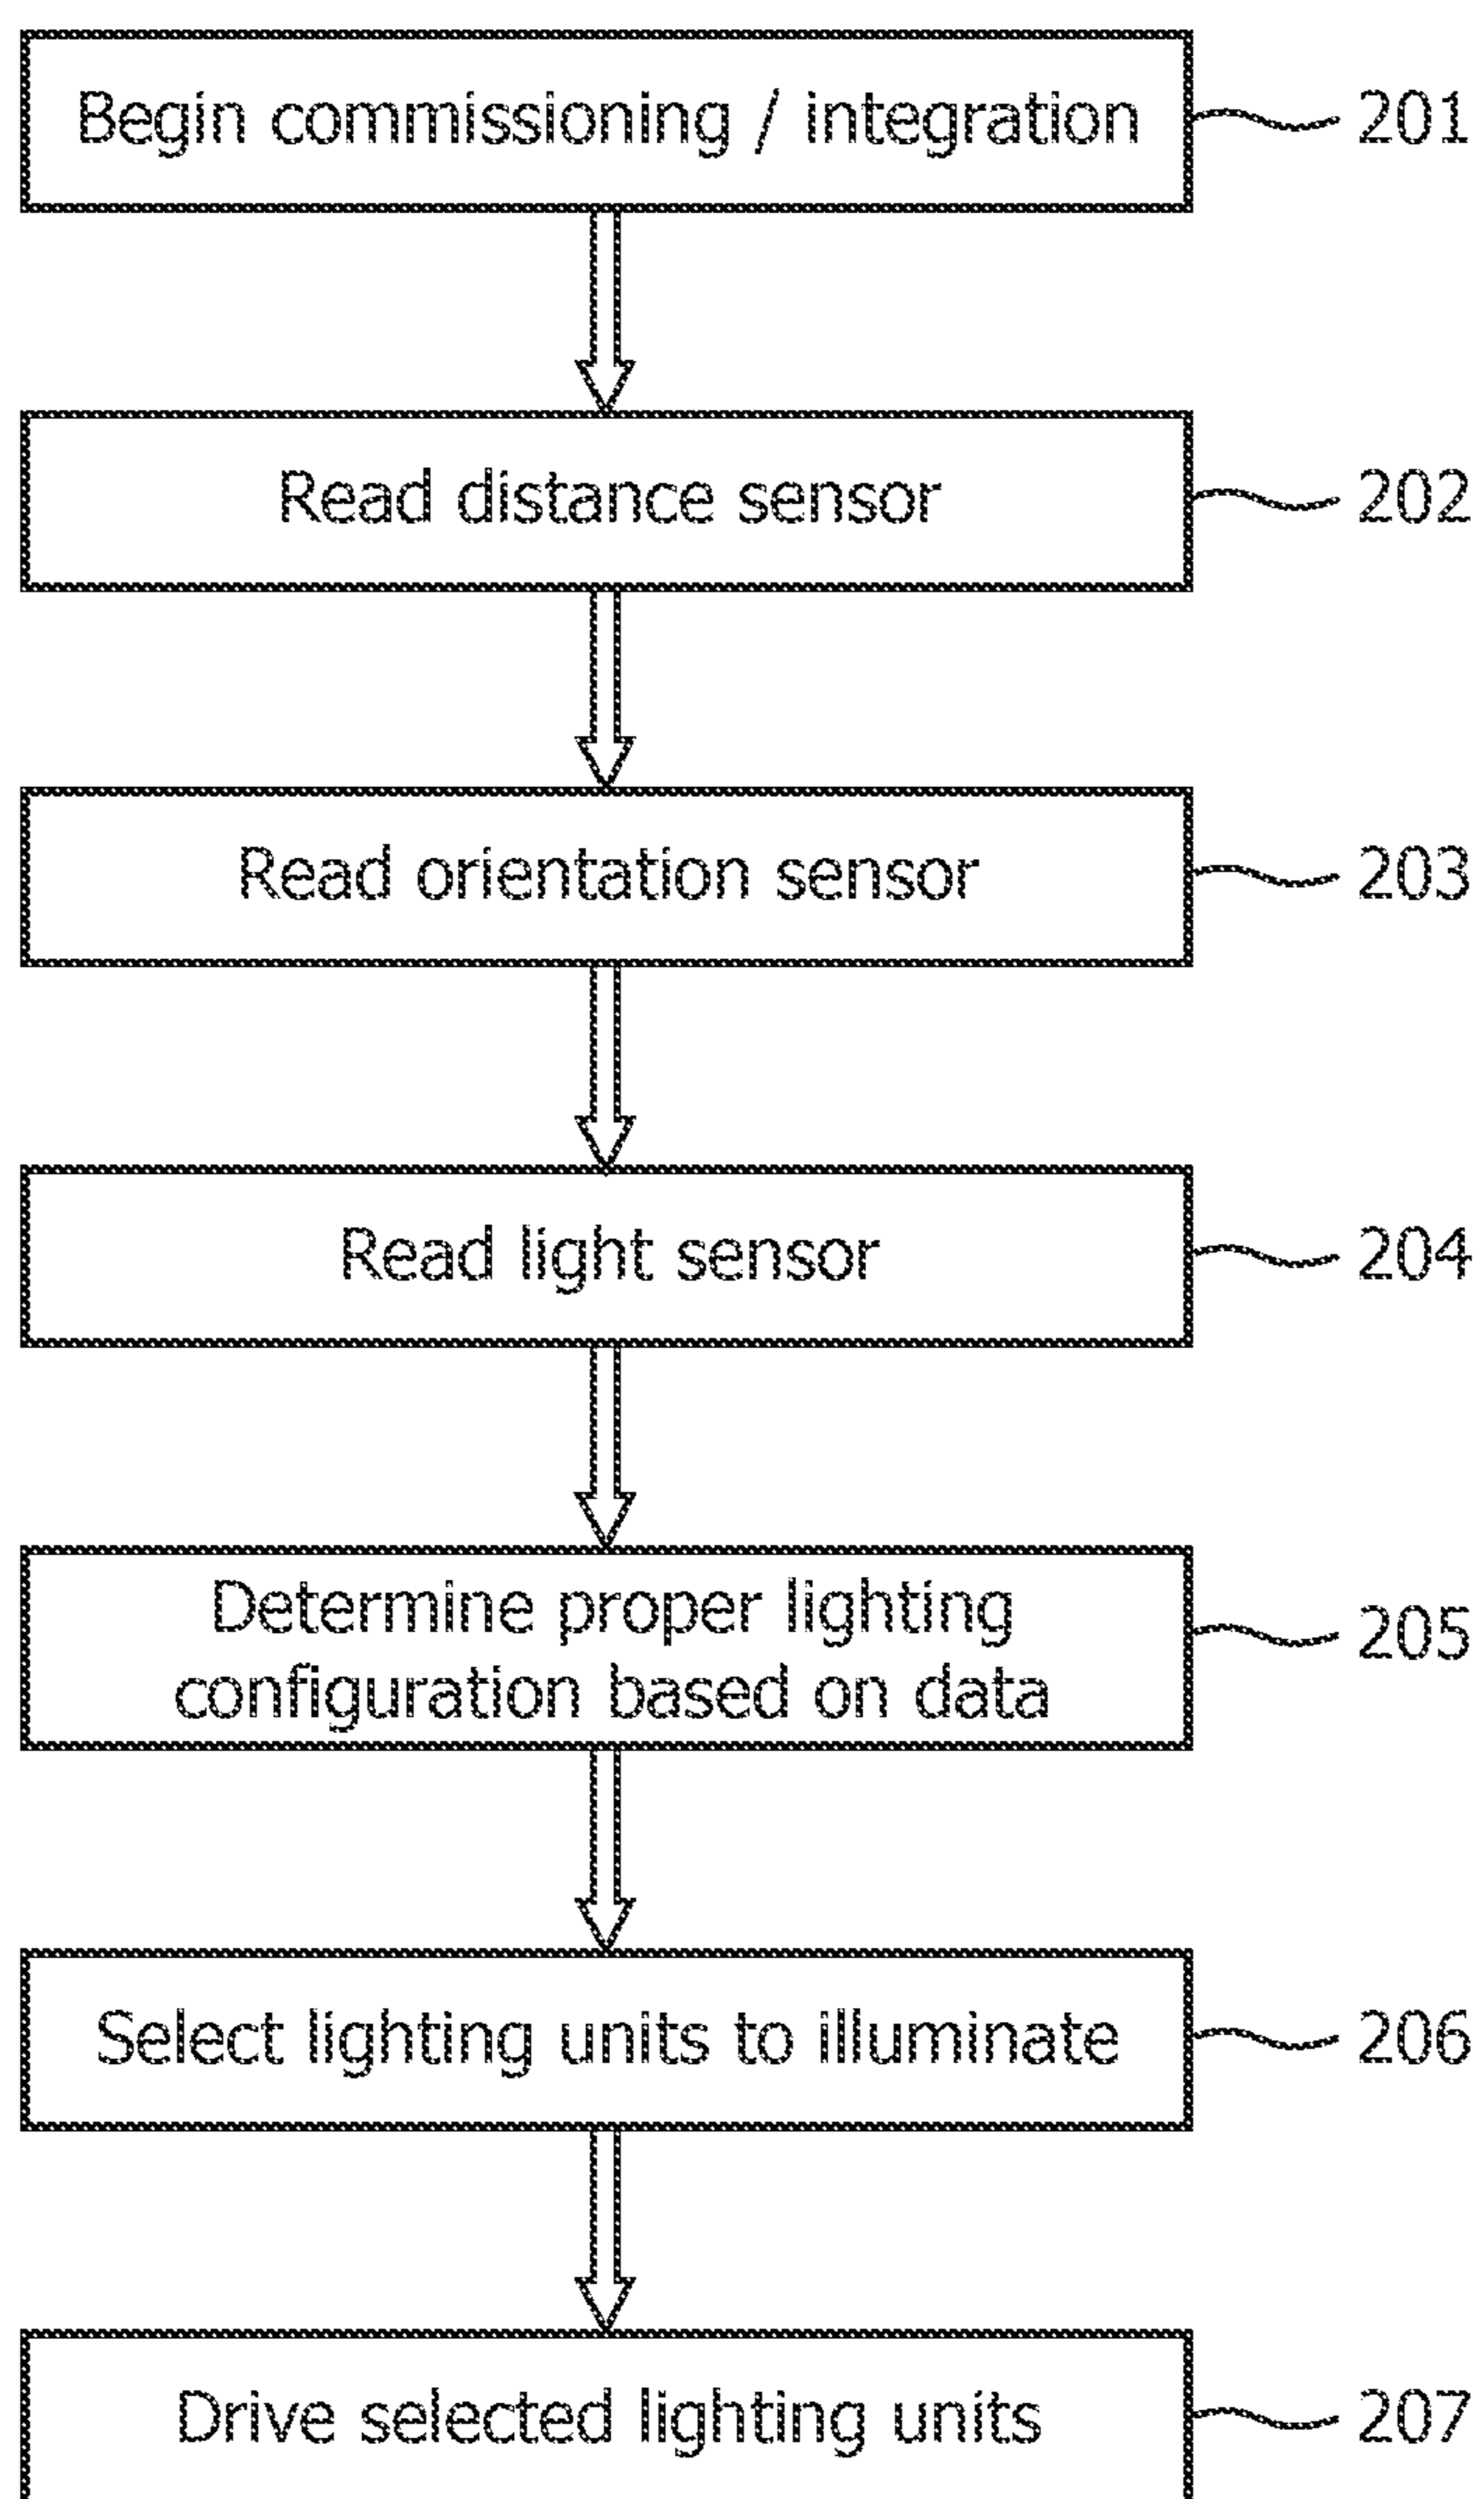 Begin commissioning / integration 201
Read distance sensor 202
Read orientation sensor 203
Read light sensor 204
Determine proper lighting 205
configuration based on data
Select lighting units to illuminate 206
Drive selected lighting units 207